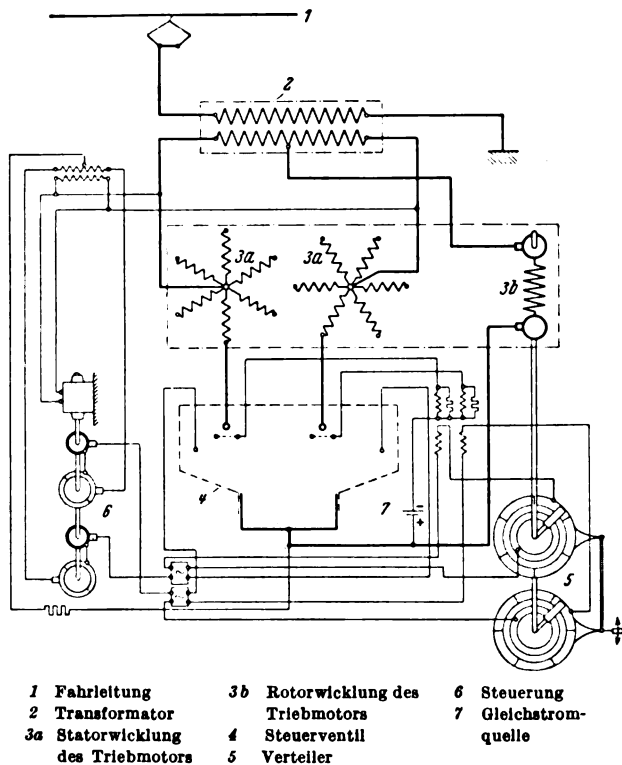 1
2
3a
3a
3b
4
7
- +
6
5
1 Fahrleitung
2 Transformator
3a Statorwicklung
des Triebmotors
3b Rotorwicklung des
Triebmotors
4 Steuerventil
5 Verteiler
6 Steuerung
7 Gleichstrom-
quelle